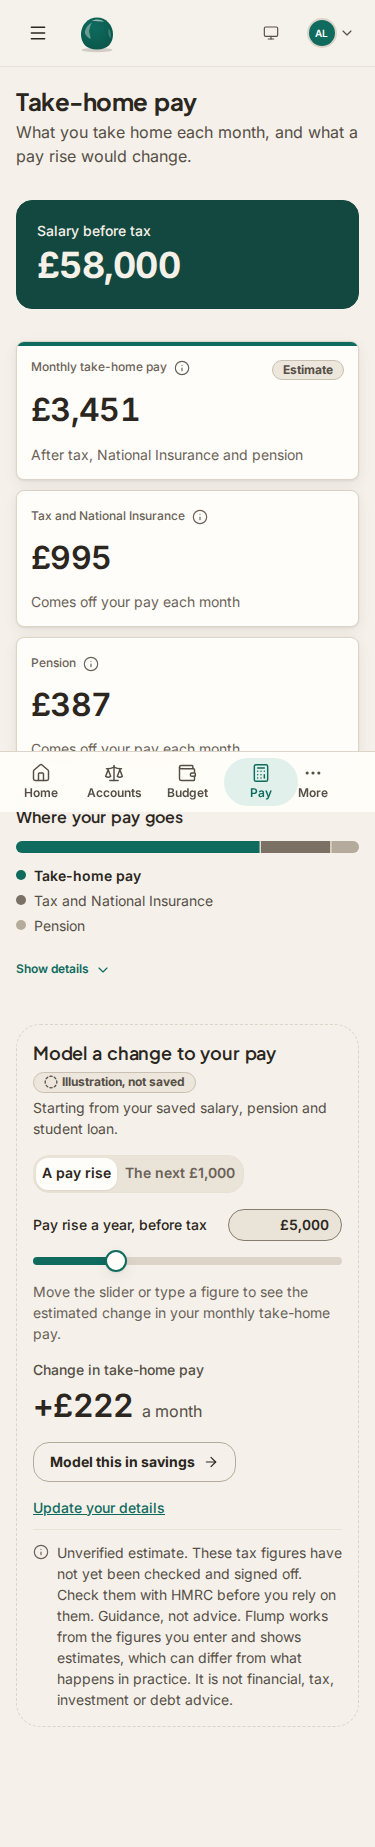 AL
Take-home pay
What you take home each month, and what a
pay rise would change.
Salary before tax
£58,000
Monthly take-home pay
Estimate
£3,451
After tax, National Insurance and pension
Tax and National Insurance
£995
Comes off your pay each month
Pension
£387
Comes off your pay each month
Home
Accounts
Budget
Pay
More
Where your pay goes
Take-home pay
Tax and National Insurance
Pension
Show details
Model a change to your pay
Illustration, not saved
Starting from your saved salary, pension and
student loan.
A pay rise
The next £1,000
Pay rise a year, before tax
£5,000
Move the slider or type a figure to see the
estimated change in your monthly take-home
pay.
Change in take-home pay
+£222 a month
Model this in savings
Update your details
Unverified estimate. These tax figures have
not yet been checked and signed off.
Check them with HMRC before you rely on
them. Guidance, not advice. Flump works
from the figures you enter and shows
estimates, which can differ from what
happens in practice. It is not financial, tax,
investment or debt advice.